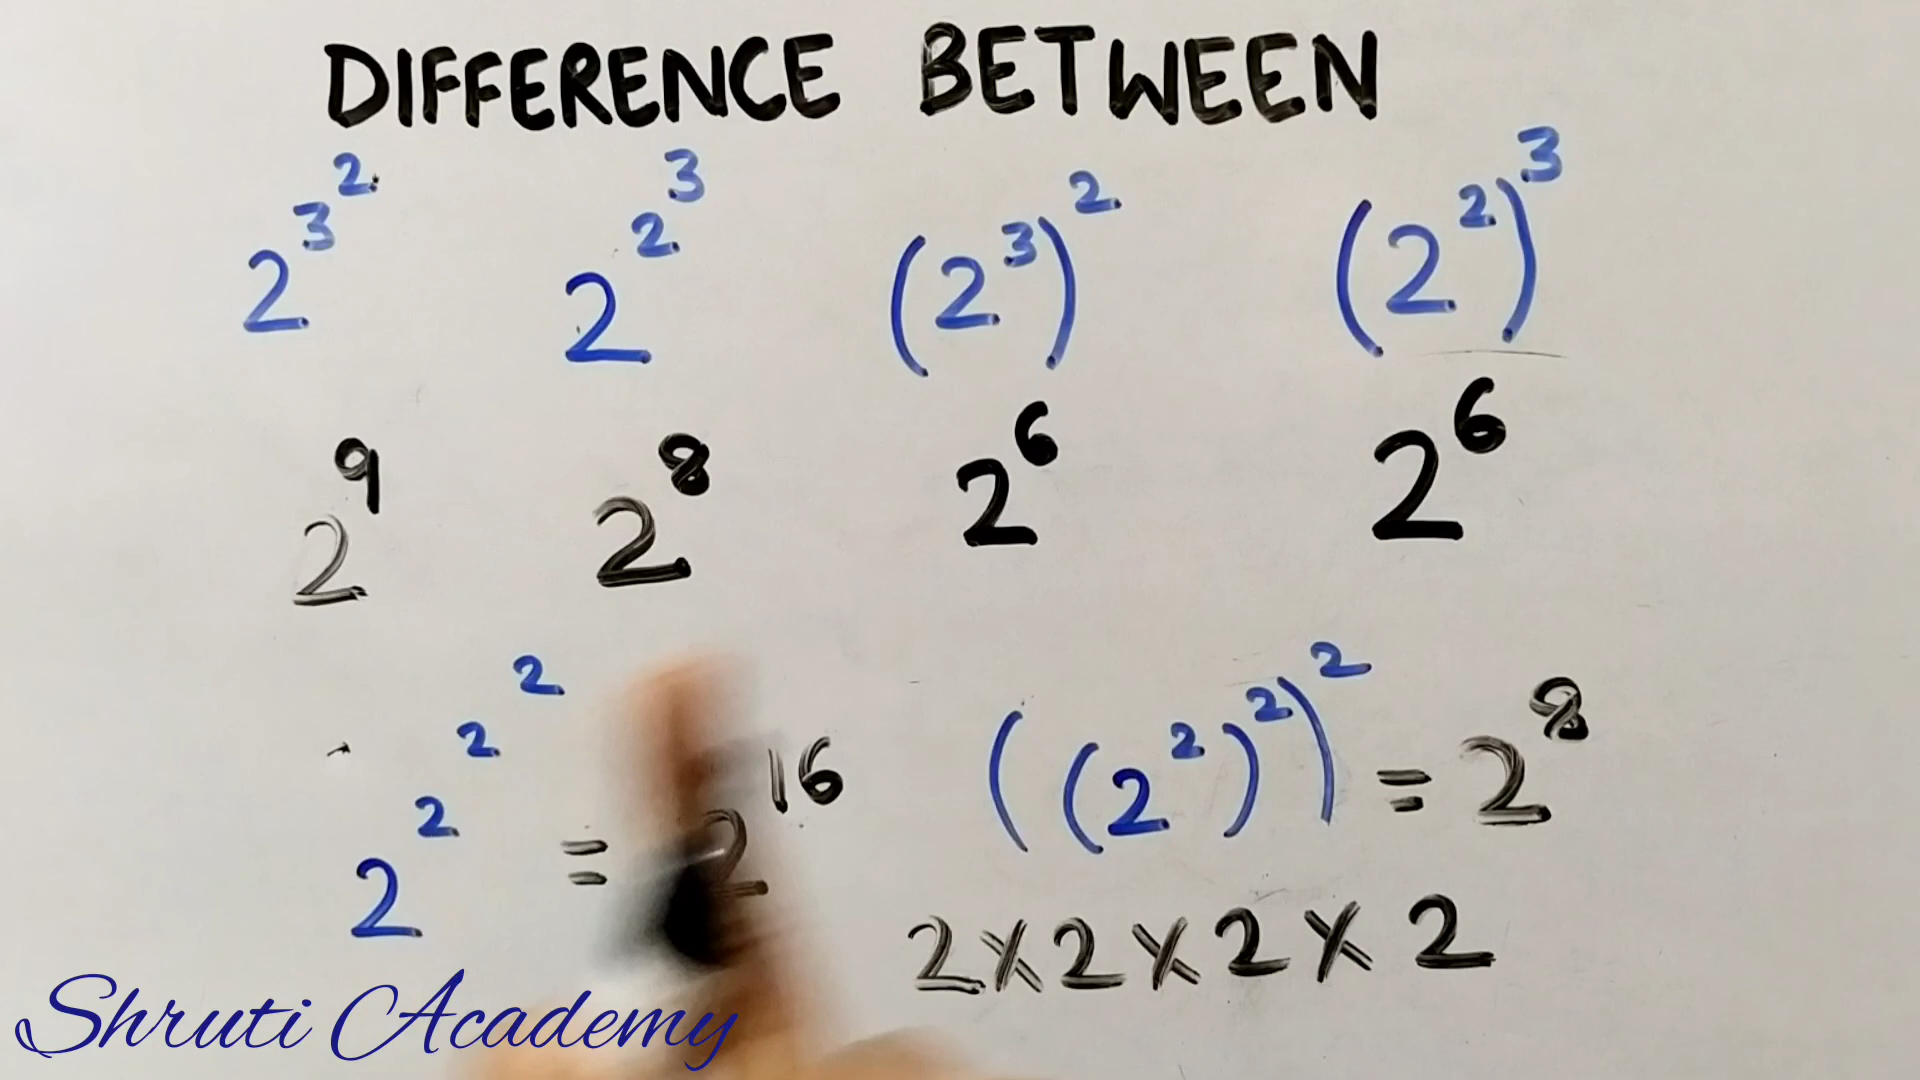 DIFFERENCE BETWEEN
2^3^2 2^2^3 (2^3)^2 (2^2)^3
2^9 2^8 2^6 2^6
2^2^2^2 = 2^16 ((2^2)^2)^2 = 2^8
2×2×2×2
Shruti Academy